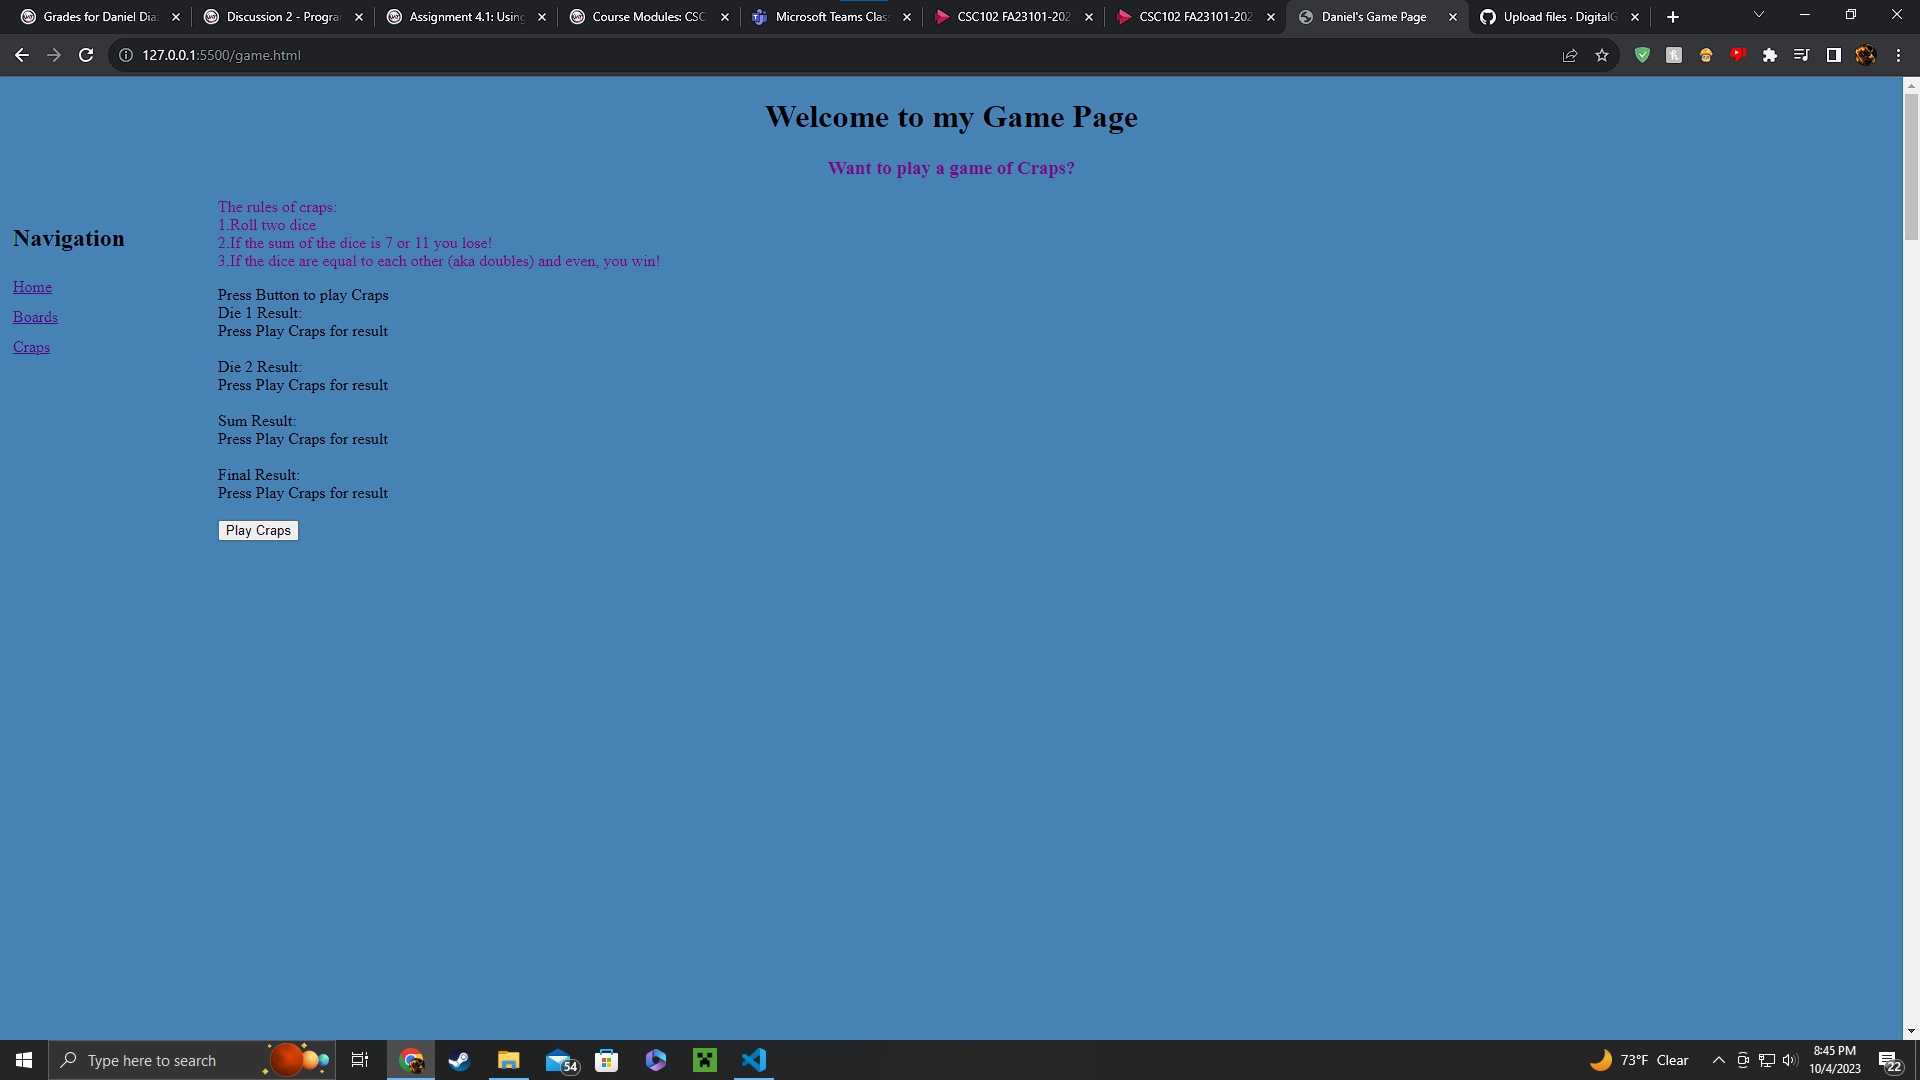 Grades for Daniel Diaz
Discussion 2 - Progra
Assignment 4.1: Using
Course Modules: CSC
Microsoft Teams Clas
CSC102 FA23101-202
CSC102 FA23101-202
Daniel's Game Page
Upload files · DigitalG
127.0.0.1:5500/game.html
Welcome to my Game Page
Want to play a game of Craps?
The rules of craps:
1.Roll two dice
2.If the sum of the dice is 7 or 11 you lose!
3.If the dice are equal to each other (aka doubles) and even, you win!
Navigation
Home
Boards
Craps
Press Button to play Craps
Die 1 Result:
Press Play Craps for result
Die 2 Result:
Press Play Craps for result
Sum Result:
Press Play Craps for result
Final Result:
Press Play Craps for result
Play Craps
Type here to search
54
73°F Clear
8:45 PM
10/4/2023
22